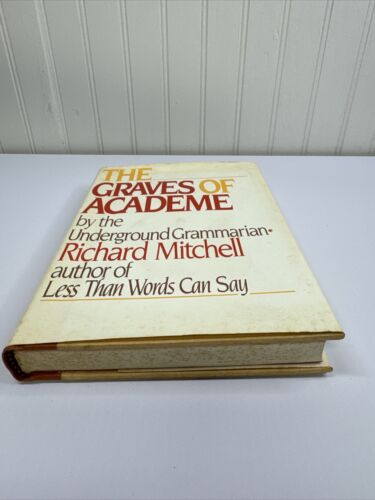 THE
GRAVES OF
ACADEME
by the
Underground Grammarian•
Richard Mitchell
author of
Less Than Words Can Say